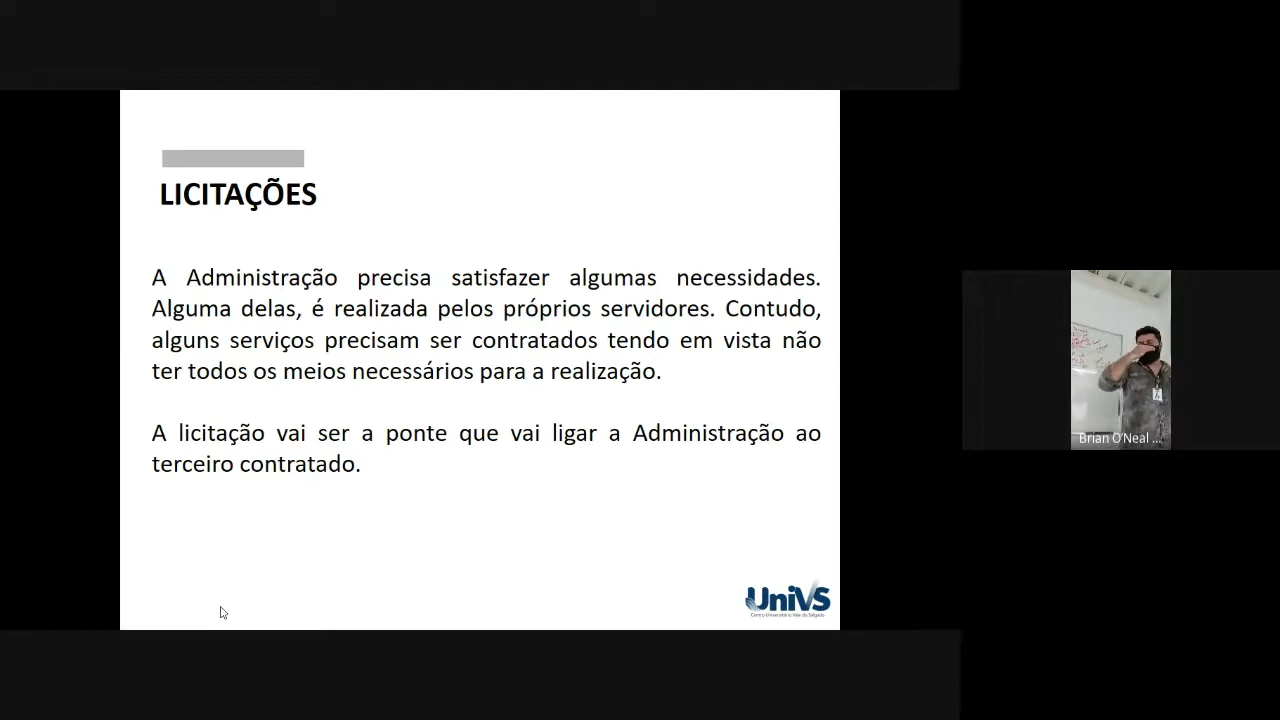 LICITAÇÕES
A Administração precisa satisfazer algumas necessidades.
Alguma delas, é realizada pelos próprios servidores. Contudo,
alguns serviços precisam ser contratados tendo em vista não
ter todos os meios necessários para a realização.
A licitação vai ser a ponte que vai ligar a Administração ao
terceiro contratado.
UniVS
Centro Universitário Vale do Salgado
Brian O'Neal ...